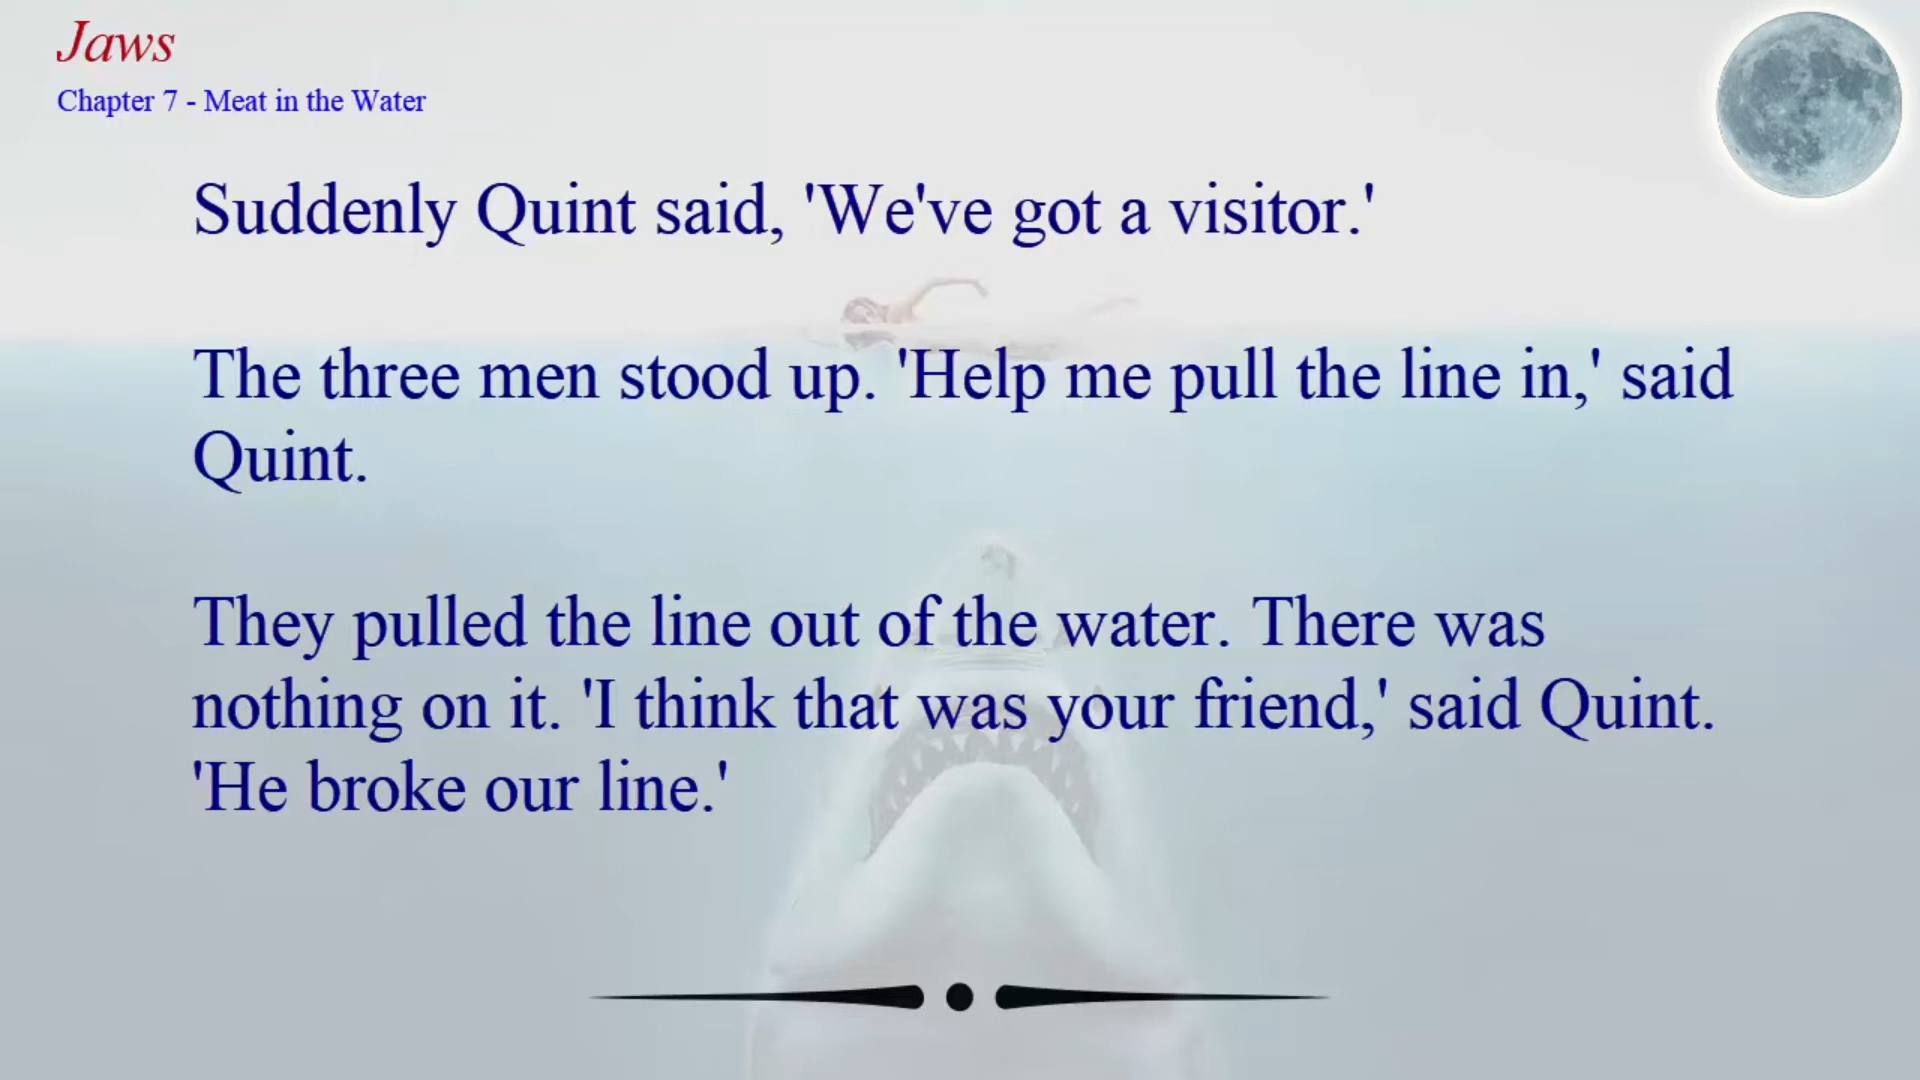 Jaws
Chapter 7 - Meat in the Water
Suddenly Quint said, 'We've got a visitor.'
The three men stood up. 'Help me pull the line in,' said
Quint.
They pulled the line out of the water. There was
nothing on it. 'I think that was your friend,' said Quint.
'He broke our line.'